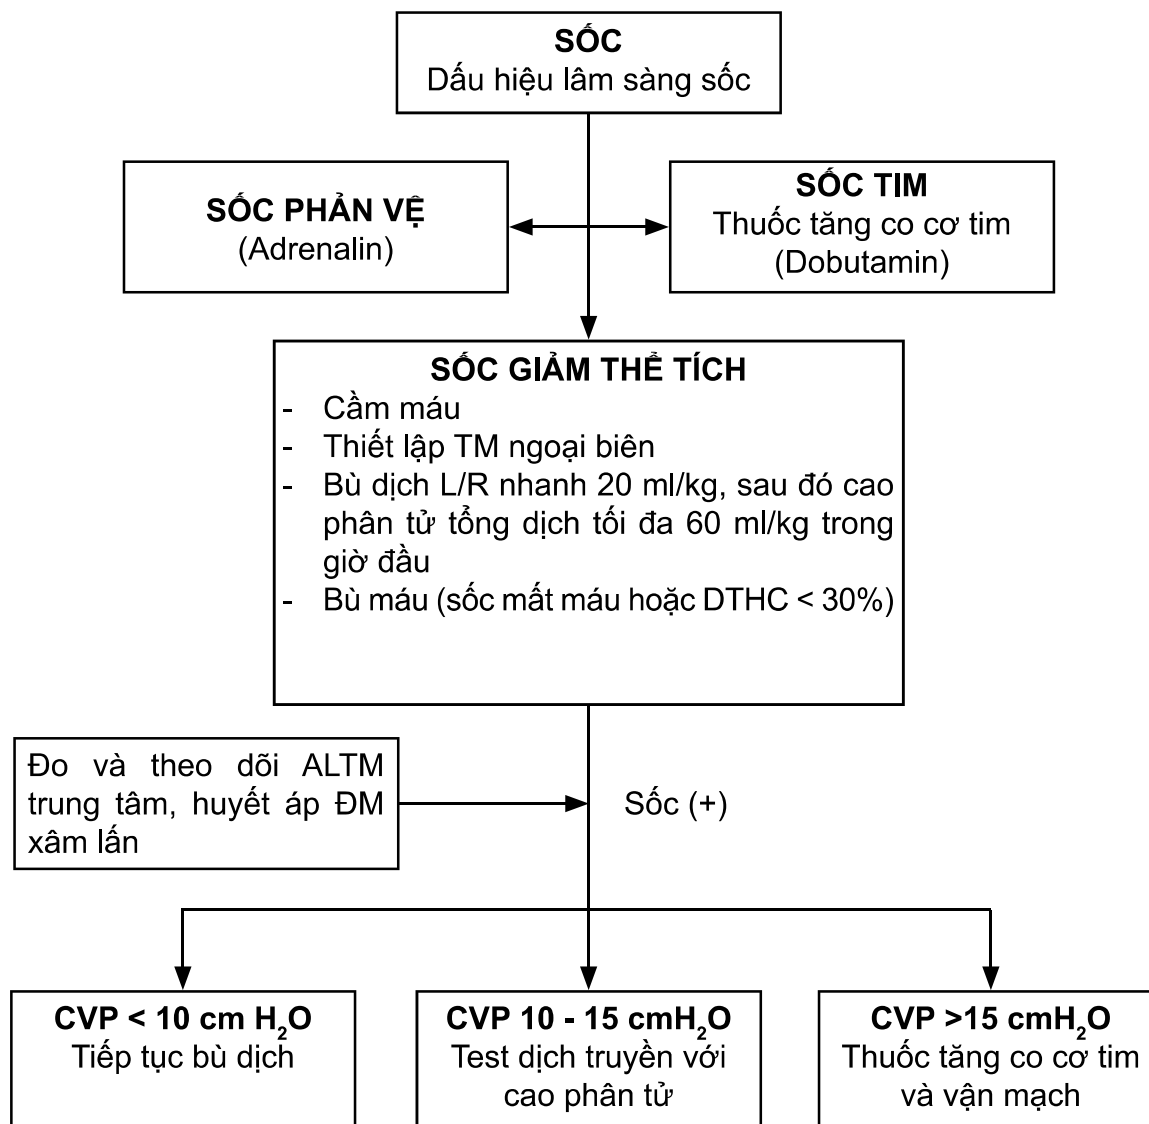 SỐC
Dấu hiệu lâm sàng sốc
SỐC PHẢN VỆ
(Adrenalin)
SỐC TIM
Thuốc tăng co cơ tim
(Dobutamin)
SỐC GIẢM THỂ TÍCH
- Cầm máu
- Thiết lập TM ngoại biên
- Bù dịch L/R nhanh 20 ml/kg, sau đó cao
phân tử tổng dịch tối đa 60 ml/kg trong
giờ đầu
- Bù máu (sốc mất máu hoặc DTHC < 30%)
Đo và theo dõi ALTM
trung tâm, huyết áp ĐM
xâm lấn
Sốc (+)
CVP < 10 cm H₂O
Tiếp tục bù dịch
CVP 10 - 15 cmH₂O
Test dịch truyền với
cao phân tử
CVP >15 cmH₂O
Thuốc tăng co cơ tim
và vận mạch